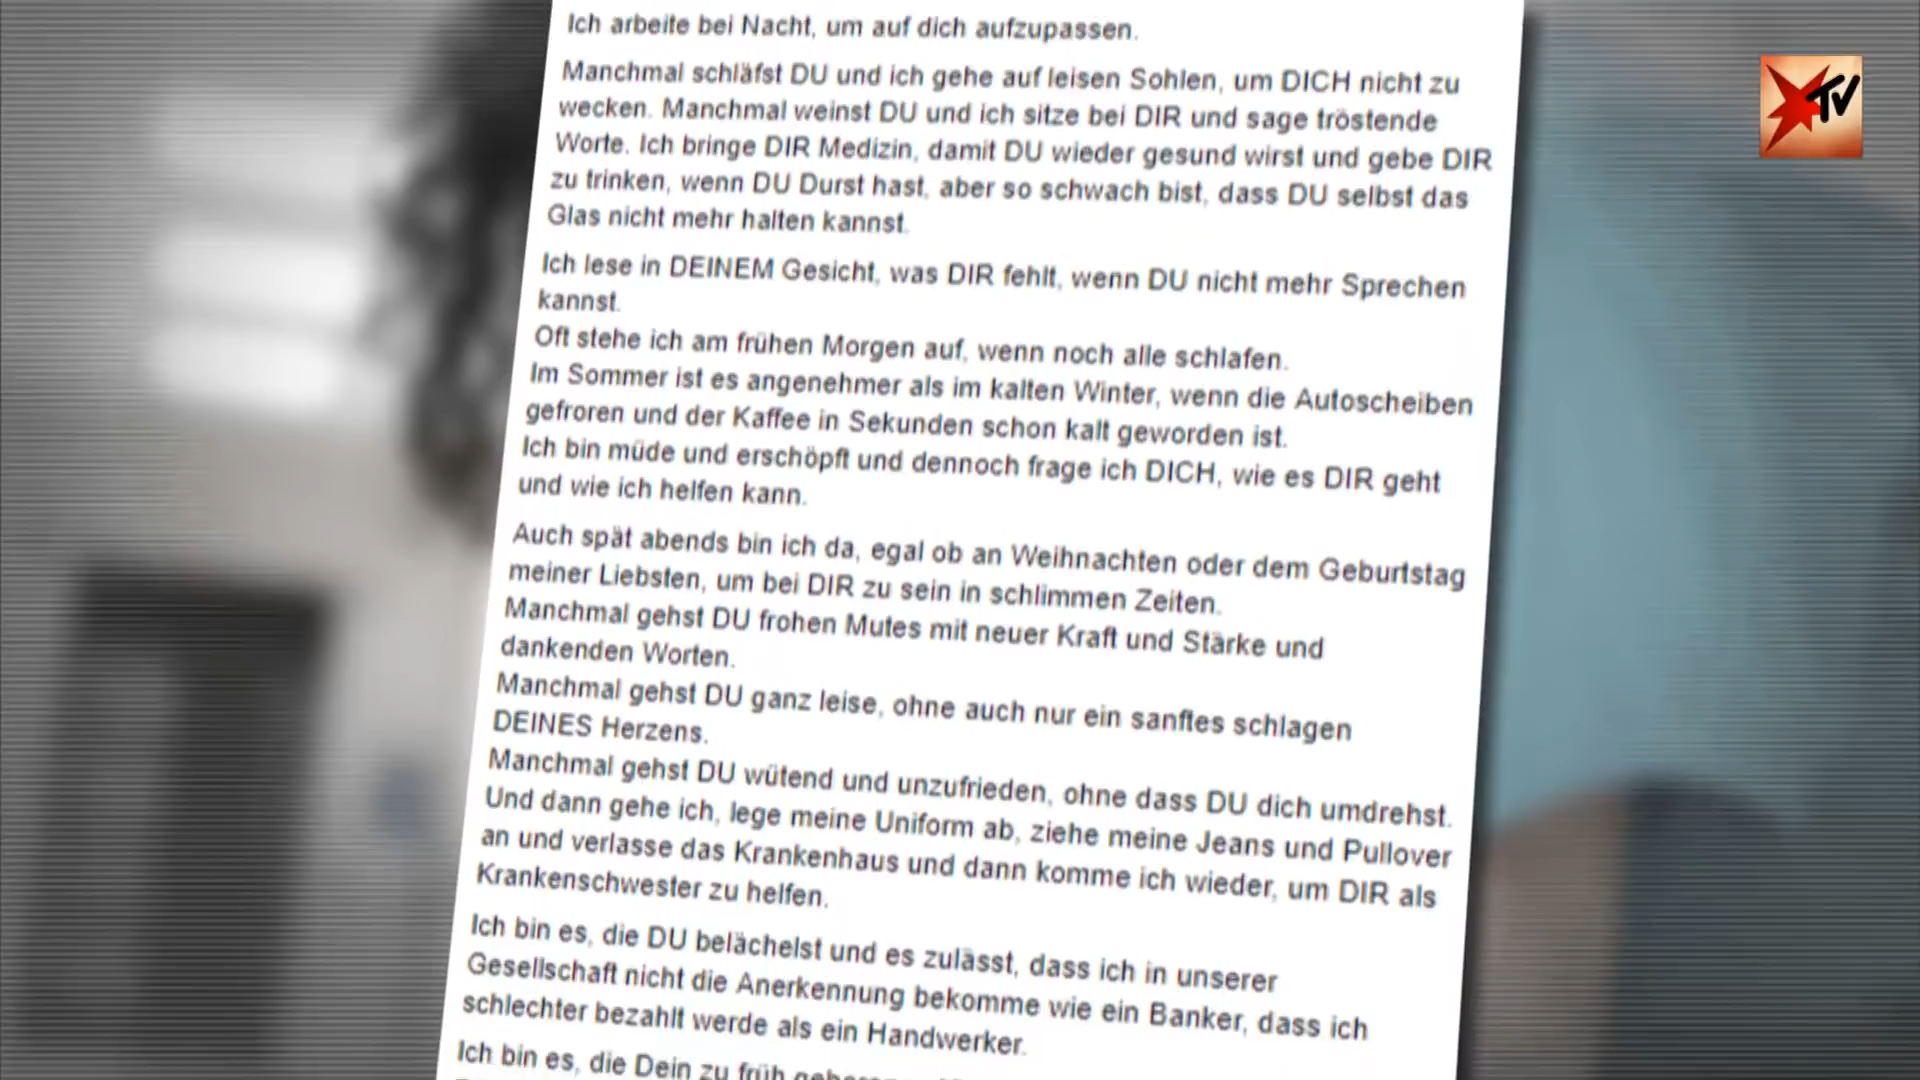 Ich arbeite bei Nacht, um auf dich aufzupassen.
Manchmal schläfst DU und ich gehe auf leisen Sohlen, um DICH nicht zu
wecken. Manchmal weinst DU und ich sitze bei DIR und sage tröstende
Worte. Ich bringe DIR Medizin, damit DU wieder gesund wirst und gebe DIR
zu trinken, wenn DU Durst hast, aber so schwach bist, dass DU selbst das
Glas nicht mehr halten kannst.
Ich lese in DEINEM Gesicht, was DIR fehlt, wenn DU nicht mehr Sprechen
kannst.
Oft stehe ich am frühen Morgen auf, wenn noch alle schlafen.
Im Sommer ist es angenehmer als im kalten Winter, wenn die Autoscheiben
gefroren und der Kaffee in Sekunden schon kalt geworden ist.
Ich bin müde und erschöpft und dennoch frage ich DICH, wie es DIR geht
und wie ich helfen kann.
Auch spät abends bin ich da, egal ob an Weihnachten oder dem Geburtstag
meiner Liebsten, um bei DIR zu sein in schlimmen Zeiten.
Manchmal gehst DU frohen Mutes mit neuer Kraft und Stärke und
dankenden Worten.
Manchmal gehst DU ganz leise, ohne auch nur ein sanftes schlagen
DEINES Herzens.
Manchmal gehst DU wütend und unzufrieden, ohne dass DU dich umdrehst.
Und dann gehe ich, lege meine Uniform ab, ziehe meine Jeans und Pullover
an und verlasse das Krankenhaus und dann komme ich wieder, um DIR als
Krankenschwester zu helfen.
Ich bin es, die DU belächelst und es zulässt, dass ich in unserer
Gesellschaft nicht die Anerkennung bekomme wie ein Banker, dass ich
schlechter bezahlt werde als ein Handwerker.
Ich bin es, die Dein zu früh
TV